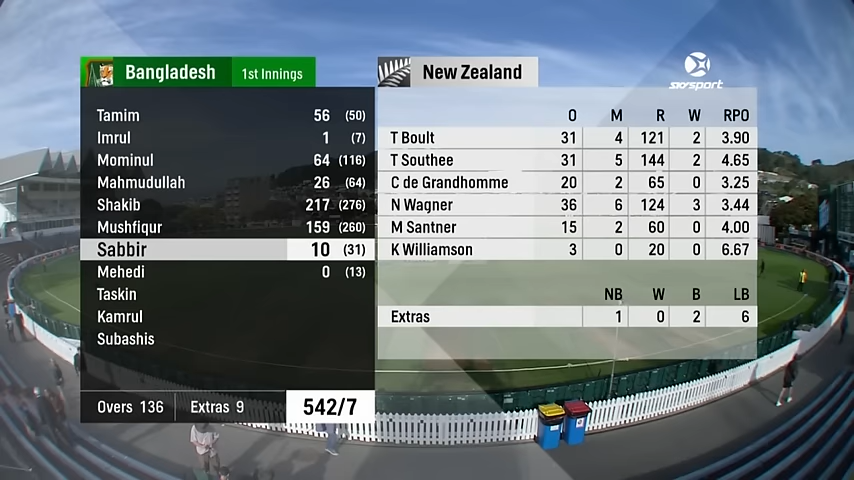 Bangladesh 1st Innings
Tamim 56 (50)
Imrul 1 (7)
Mominul 64 (116)
Mahmudullah 26 (64)
Shakib 217 (276)
Mushfiqur 159 (260)
Sabbir 10 (31)
Mehedi 0 (13)
Taskin
Kamrul
Subashis
Overs 136 Extras 9 542/7
New Zealand
sky sport
O M R W RPO
T Boult 31 4 121 2 3.90
T Southee 31 5 144 2 4.65
C de Grandhomme 20 2 65 0 3.25
N Wagner 36 6 124 3 3.44
M Santner 15 2 60 0 4.00
K Williamson 3 0 20 0 6.67
NB W B LB
Extras 1 0 2 6